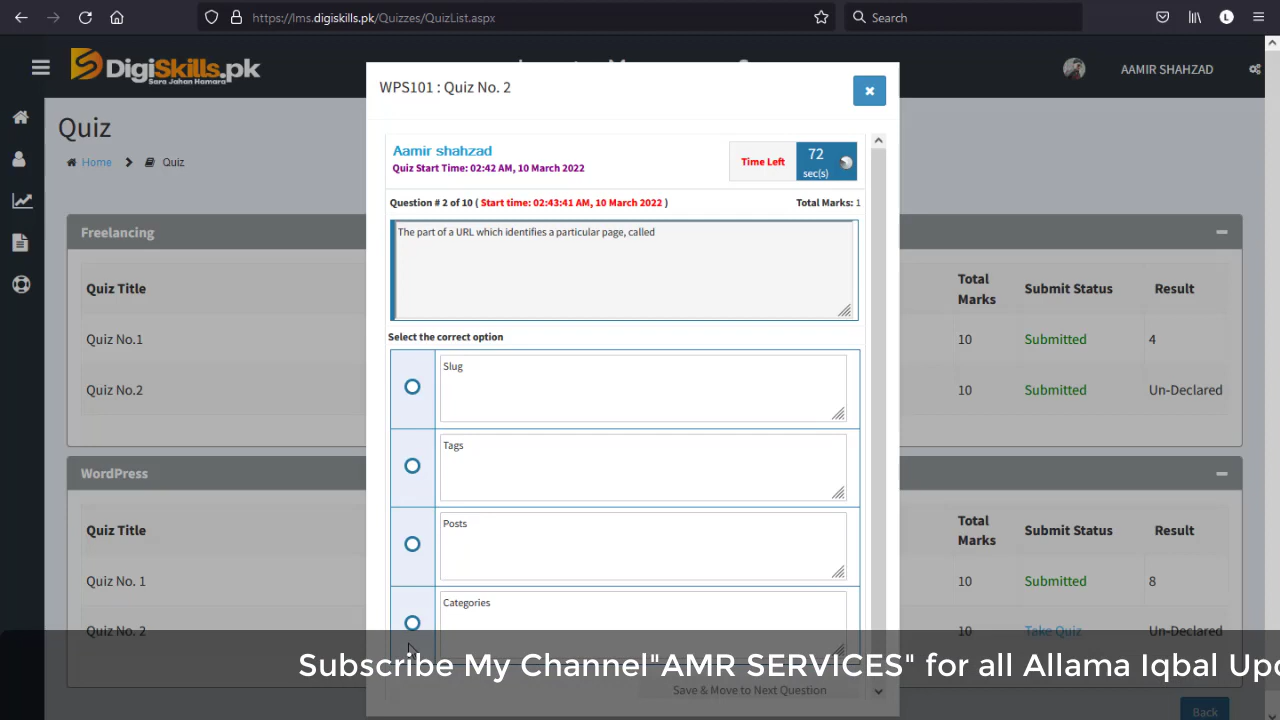 https://lms.digiskills.pk/Quizzes/QuizList.aspx
Search
L
DigiSkills.pk
Sara Jahan Hamara
AAMIR SHAHZAD
WPS101 : Quiz No. 2
Quiz
Home
Quiz
Aamir shahzad
Quiz Start Time: 02:42 AM, 10 March 2022
Time Left
72
sec(s)
Question # 2 of 10 ( Start time: 02:43:41 AM, 10 March 2022 )
Total Marks: 1
The part of a URL which identifies a particular page, called
Select the correct option
Slug
Tags
Posts
Categories
Save & Move to Next Question
Freelancing
Quiz Title
Total Marks
Submit Status
Result
Quiz No.1
10
Submitted
4
Quiz No.2
10
Submitted
Un-Declared
WordPress
Quiz Title
Total Marks
Submit Status
Result
Quiz No. 1
10
Submitted
8
Quiz No. 2
10
Take Quiz
Un-Declared
Subscribe My Channel"AMR SERVICES" for all Allama Iqbal
Back